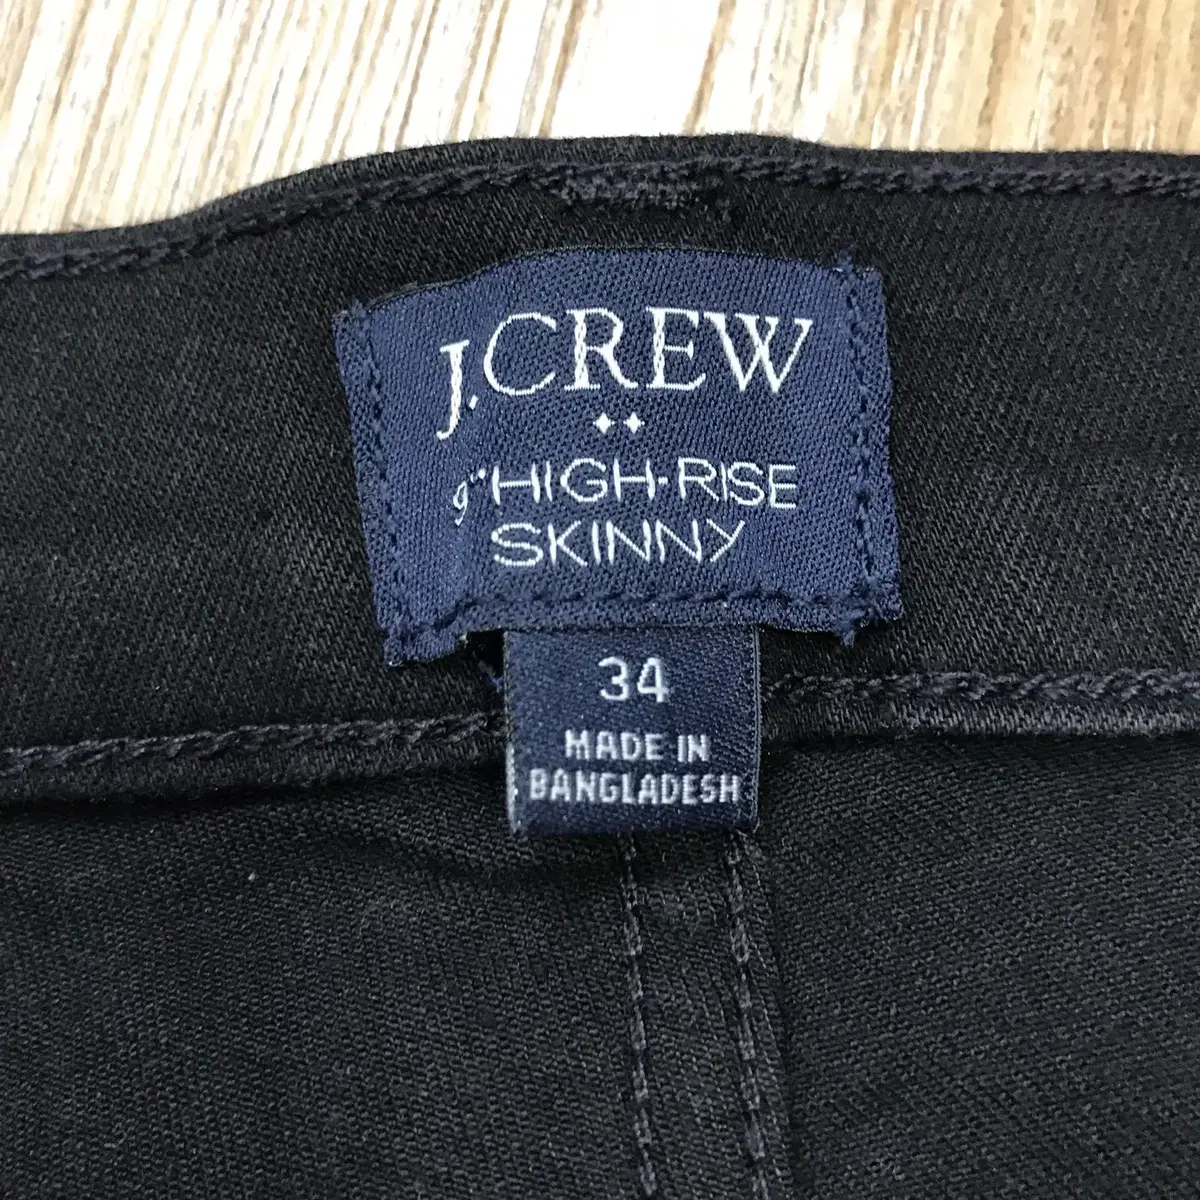 J.CREW
9" HIGH-RISE
SKINNY
34
MADE IN
BANGLADESH